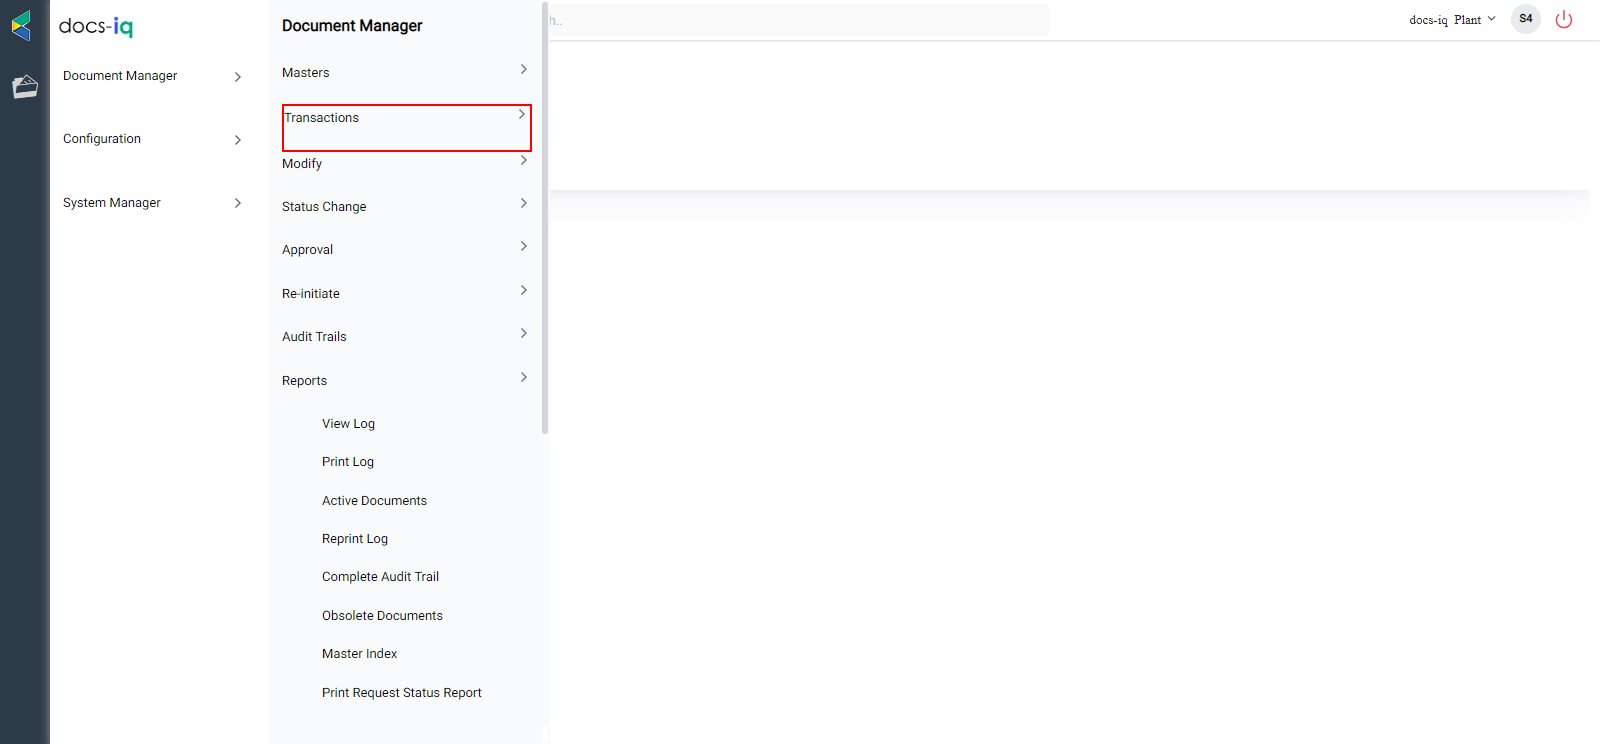 docs-iq
Document Manager
Configuration
System Manager
Document Manager
Masters
Transactions
Modify
Status Change
Approval
Re-initiate
Audit Trails
Reports
View Log
Print Log
Active Documents
Reprint Log
Complete Audit Trail
Obsolete Documents
Master Index
Print Request Status Report
h..
docs-iq Plant
S4